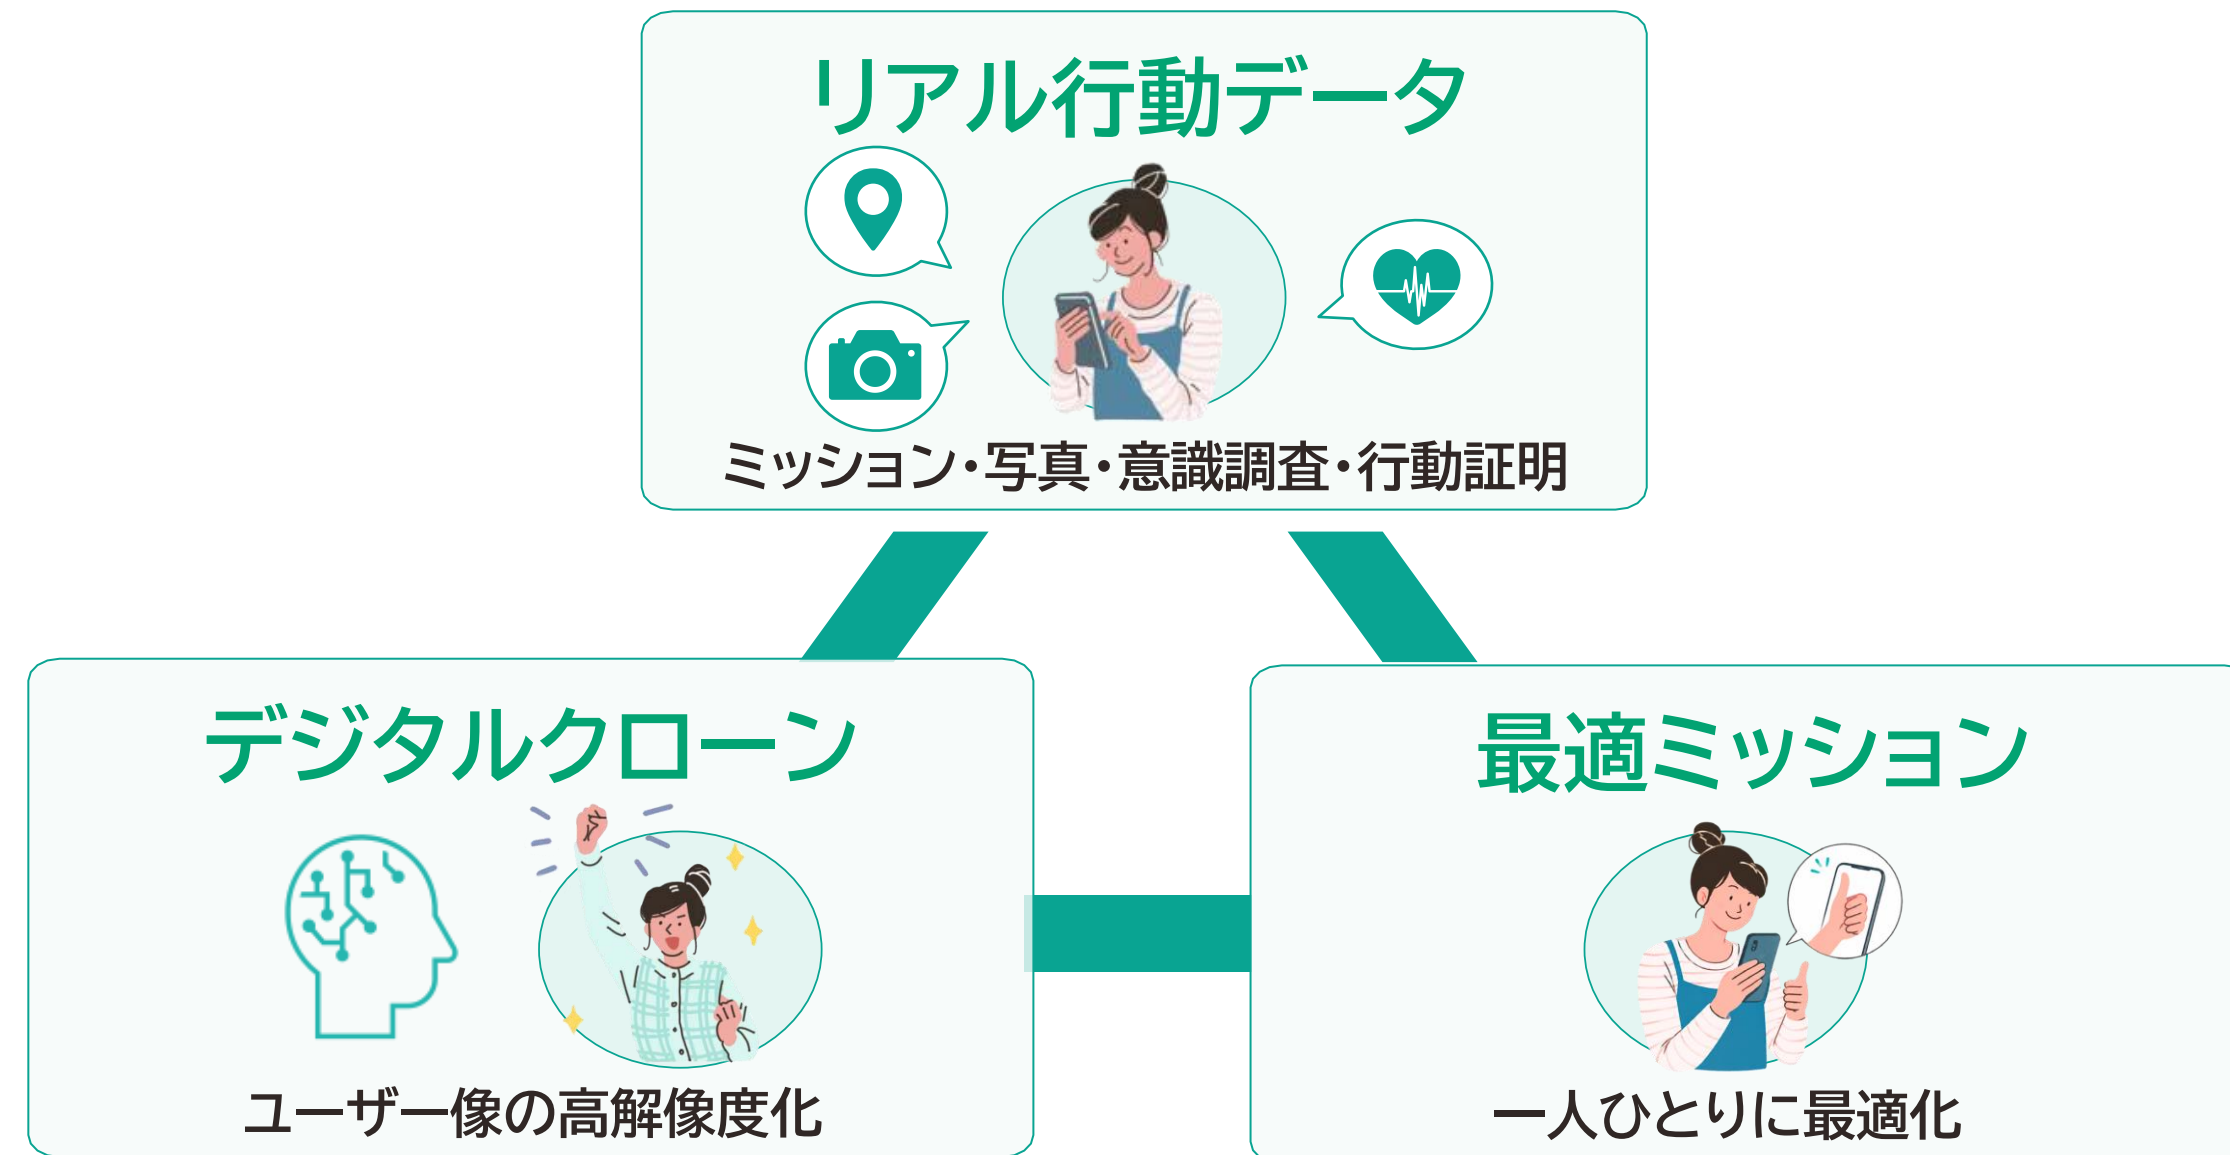 リアル行動データ
ミッション・写真・意識調査・行動証明
デジタルクローン
ユーザー像の高解像度化
最適ミッション
一人ひとりに最適化